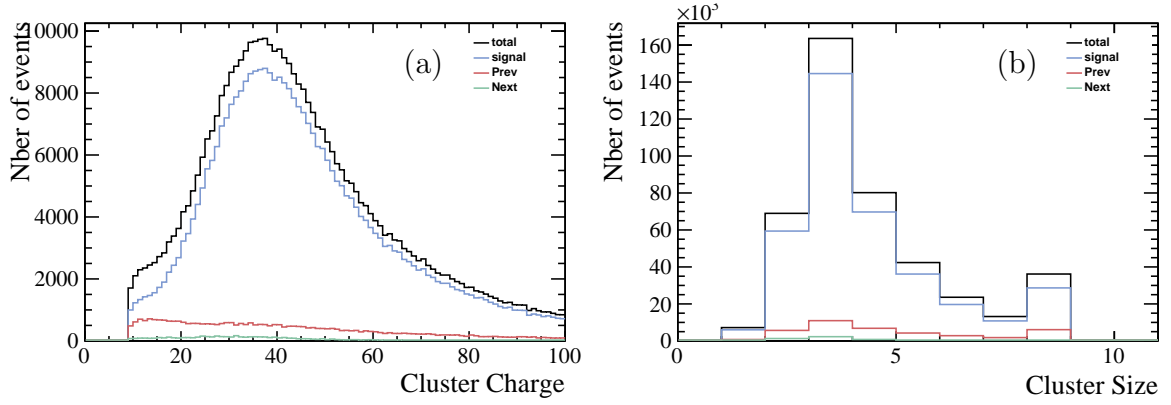 Nber of events
10000
8000
6000
4000
2000
0
0 20 40 60 80 100
Cluster Charge
(a)
total
signal
Prev
Next
×10³
Nber of events
160
140
120
100
80
60
40
20
0
0 5 10
Cluster Size
(b)
total
signal
Prev
Next